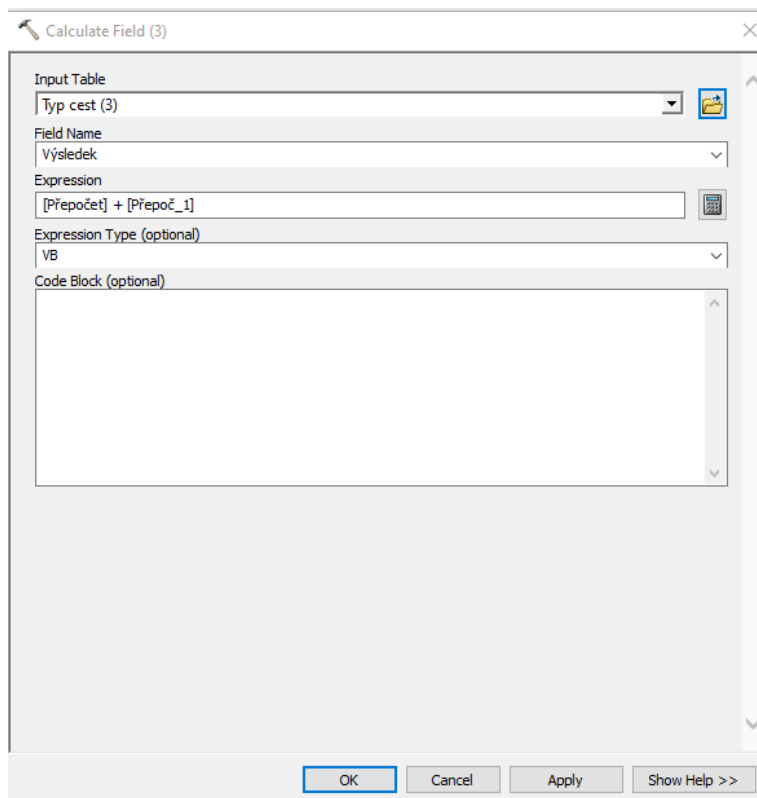 Calculate Field (3)
Input Table
Typ cest (3)
Field Name
Výsledek
Expression
[Přepočet] + [Přepoč_1]
Expression Type (optional)
VB
Code Block (optional)
OK Cancel Apply Show Help >>